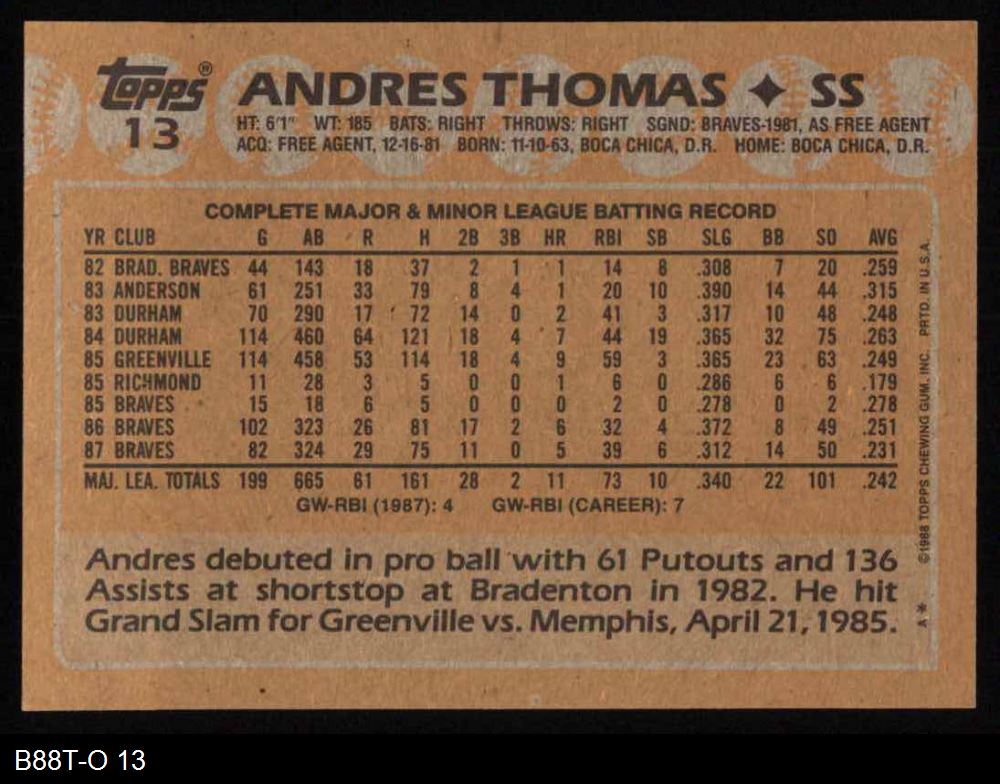 Topps®
13
ANDRES THOMAS ✦ SS
HT: 6'1" WT: 185 BATS: RIGHT THROWS: RIGHT SGND: BRAVES-1981, AS FREE AGENT
ACQ: FREE AGENT, 12-16-81 BORN: 11-10-63, BOCA CHICA, D.R. HOME: BOCA CHICA, D.R.
COMPLETE MAJOR & MINOR LEAGUE BATTING RECORD
YR CLUB G AB R H 2B 3B HR RBI SB SLG BB SO AVG
82 BRAD. BRAVES 44 143 18 37 2 1 1 14 8 .308 7 20 .259
83 ANDERSON 61 251 33 79 8 4 1 20 10 .390 14 44 .315
83 DURHAM 70 290 17 72 14 0 2 41 3 .317 10 48 .248
84 DURHAM 114 460 64 121 18 4 7 44 19 .365 32 75 .263
85 GREENVILLE 114 458 53 114 18 4 9 59 3 .365 23 63 .249
85 RICHMOND 11 28 3 5 0 0 1 6 0 .286 6 6 .179
85 BRAVES 15 18 6 5 0 0 0 2 0 .278 0 2 .278
86 BRAVES 102 323 26 81 17 2 6 32 4 .372 8 49 .251
87 BRAVES 82 324 29 75 11 0 5 39 6 .312 14 50 .231
MAJ. LEA. TOTALS 199 665 61 161 28 2 11 73 10 .340 22 101 .242
GW-RBI (1987): 4 GW-RBI (CAREER): 7
Andres debuted in pro ball with 61 Putouts and 136
Assists at shortstop at Bradenton in 1982. He hit
Grand Slam for Greenville vs. Memphis, April 21, 1985.
A* ©1988 TOPPS CHEWING GUM, INC. PRTD. IN U.S.A.
B88T-O 13